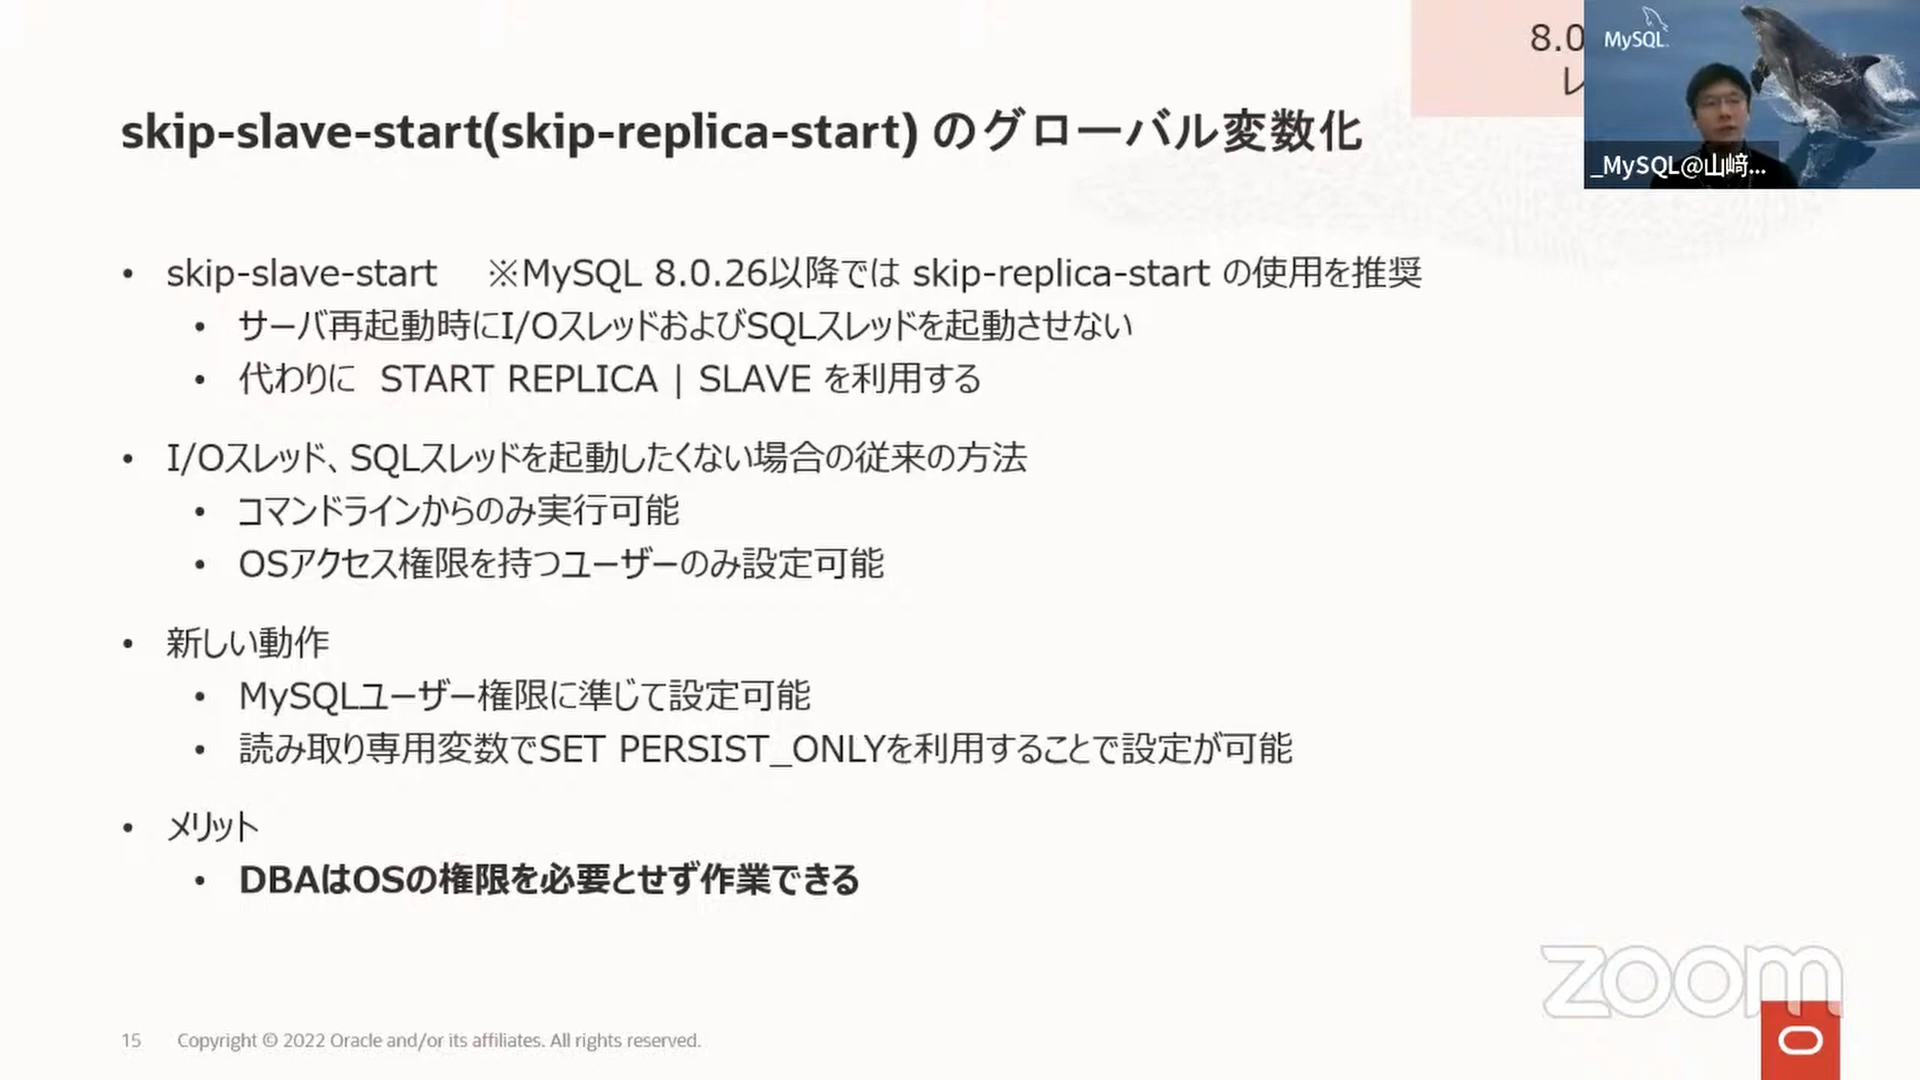 8.0
レ
MySQL
_MySQL@山﨑...
skip-slave-start(skip-replica-start) のグローバル変数化
• skip-slave-start ※MySQL 8.0.26以降では skip-replica-start の使用を推奨
• サーバ再起動時にI/OスレッドおよびSQLスレッドを起動させない
• 代わりに START REPLICA | SLAVE を利用する
• I/Oスレッド、SQLスレッドを起動したくない場合の従来の方法
• コマンドラインからのみ実行可能
• OSアクセス権限を持つユーザーのみ設定可能
• 新しい動作
• MySQLユーザー権限に準じて設定可能
• 読み取り専用変数でSET PERSIST_ONLYを利用することで設定が可能
• メリット
• DBAはOSの権限を必要とせず作業できる
zoom
15 Copyright © 2022 Oracle and/or its affiliates. All rights reserved.